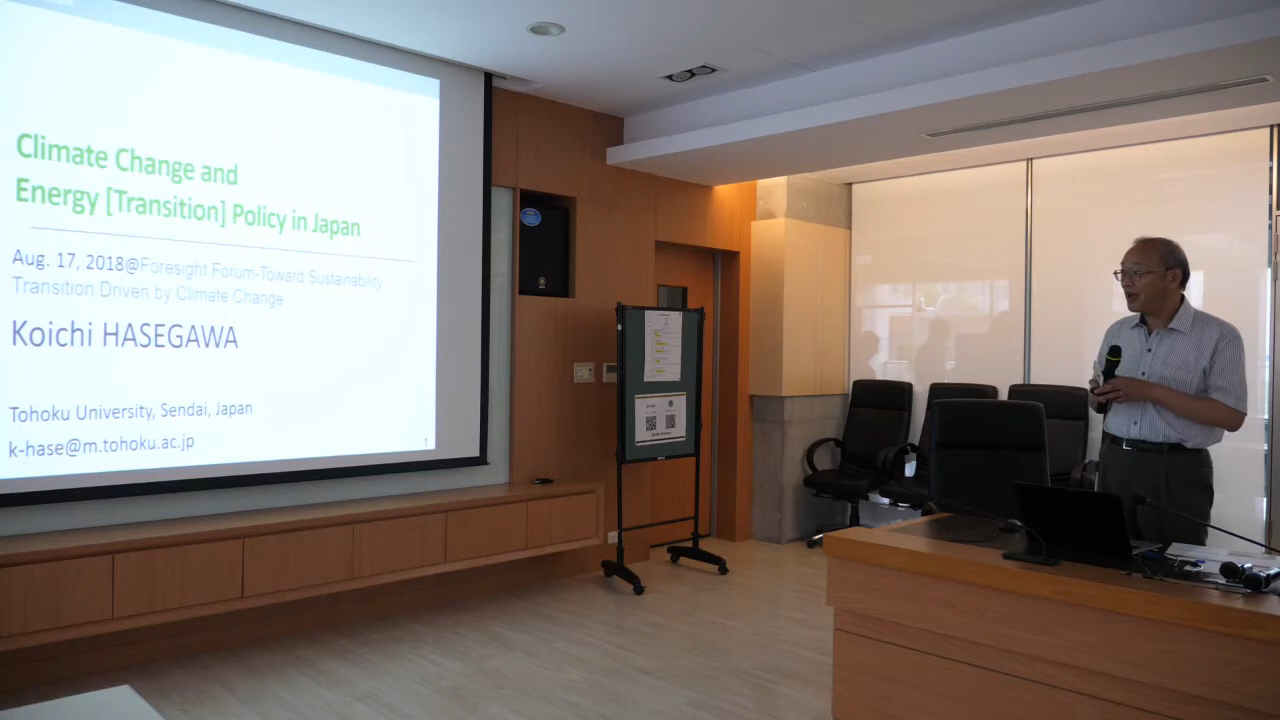 Climate Change and
Energy [Transition] Policy in Japan
Aug. 17, 2018@Foresight Forum-Toward Sustainability
Transition Driven by Climate Change
Koichi HASEGAWA
Tohoku University, Sendai, Japan
k-hase@m.tohoku.ac.jp
1